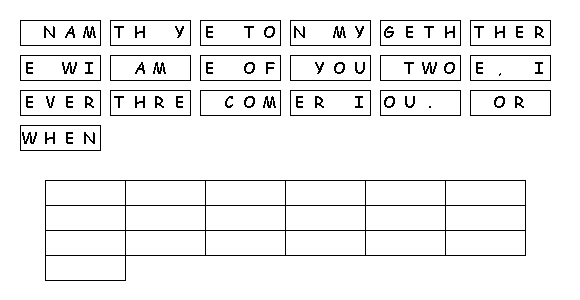 NAM TH Y E TO N MY GETH THER
E WI AM E OF YOU TWO E, I
EVER THRE COM ER I OU. OR
WHEN